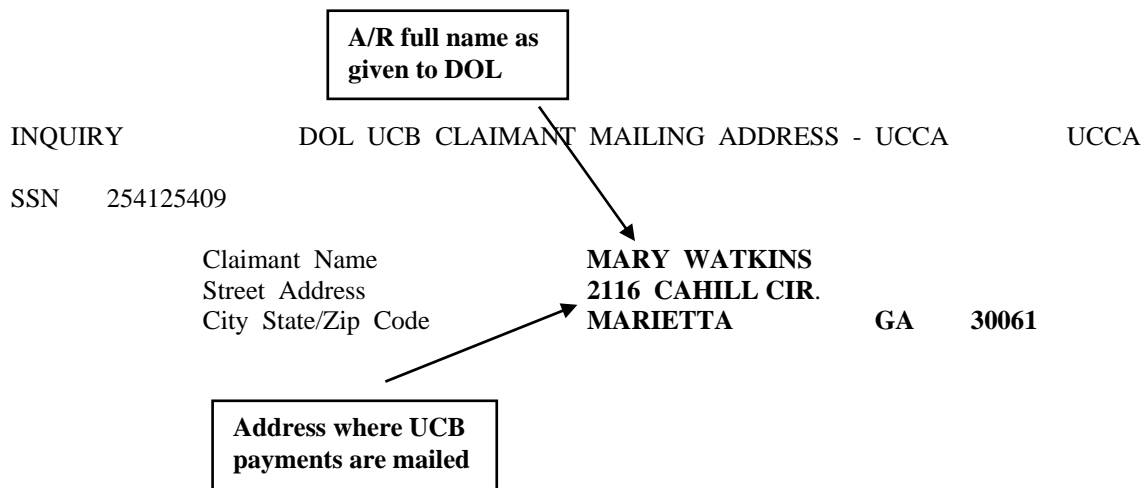 A/R full name as
given to DOL
INQUIRY DOL UCB CLAIMANT MAILING ADDRESS - UCCA UCCA
SSN 254125409
Claimant Name MARY WATKINS
Street Address 2116 CAHILL CIR.
City State/Zip Code MARIETTA GA 30061
Address where UCB
payments are mailed